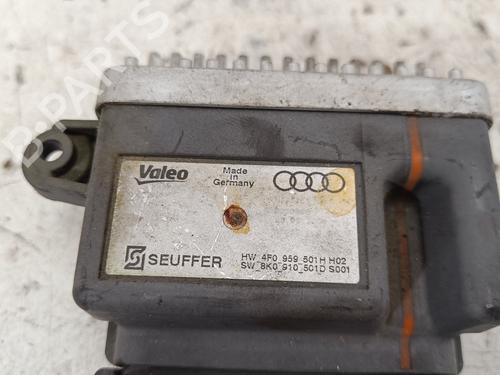 Valeo
Made
in
Germany
SEUFFER
HW 4F0 959 501H H02
SW 8K0 910 501D S001